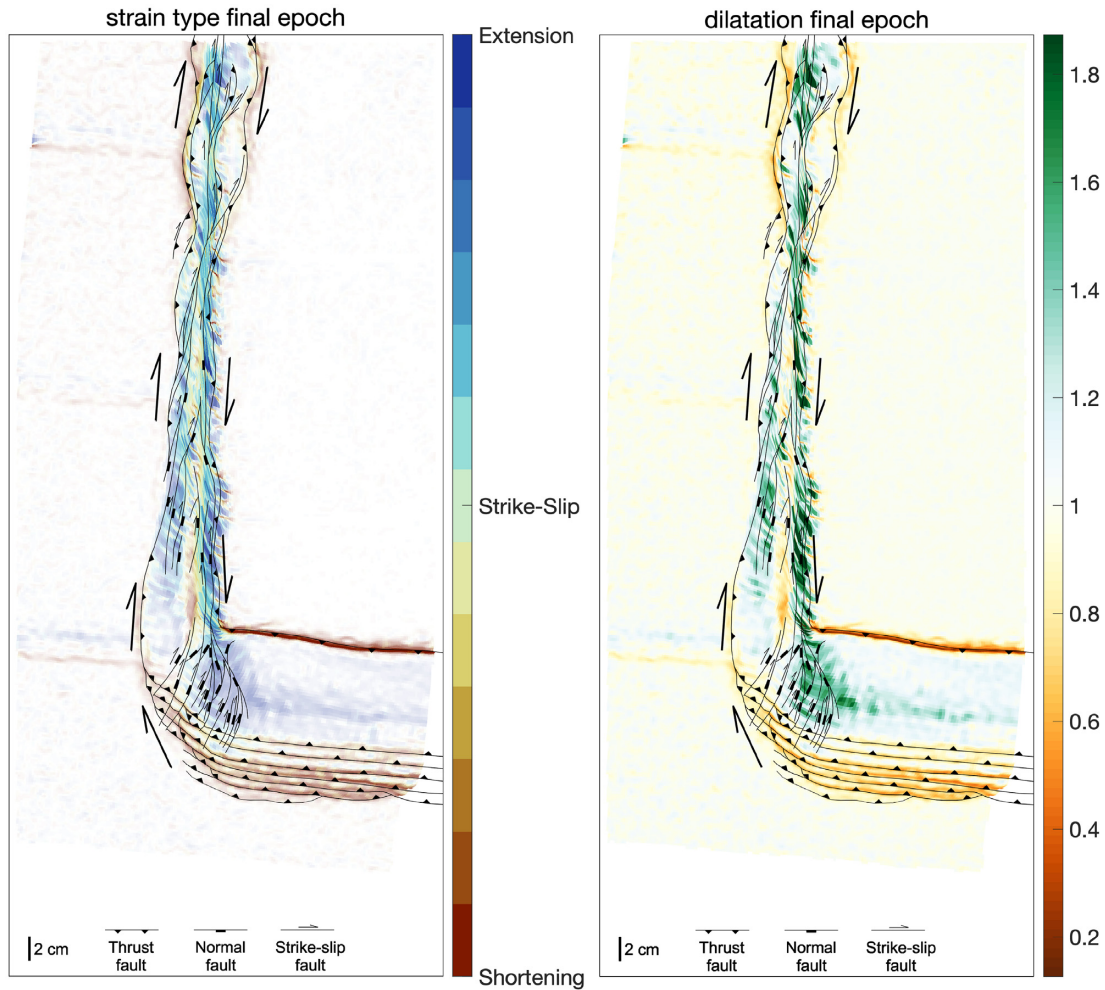 strain type final epoch
dilatation final epoch
Extension
Strike-Slip
Shortening
1.8
1.6
1.4
1.2
1
0.8
0.6
0.4
0.2
2 cm
Thrust
fault
Normal
fault
Strike-slip
fault
2 cm
Thrust
fault
Normal
fault
Strike-slip
fault